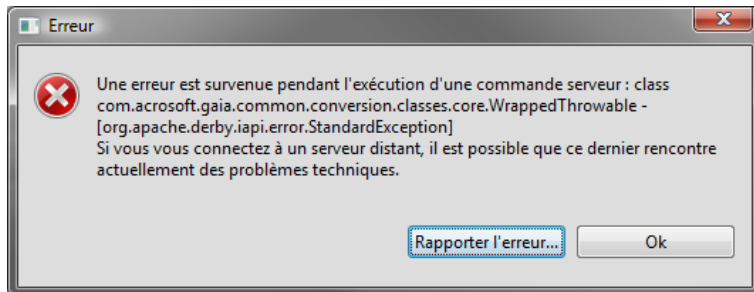 Erreur
Une erreur est survenue pendant l'exécution d'une commande serveur : class
com.acrosoft.gaia.common.conversion.classes.core.WrappedThrowable -
[org.apache.derby.iapi.error.StandardException]
Si vous vous connectez à un serveur distant, il est possible que ce dernier rencontre
actuellement des problèmes techniques.
Rapporter l'erreur... Ok